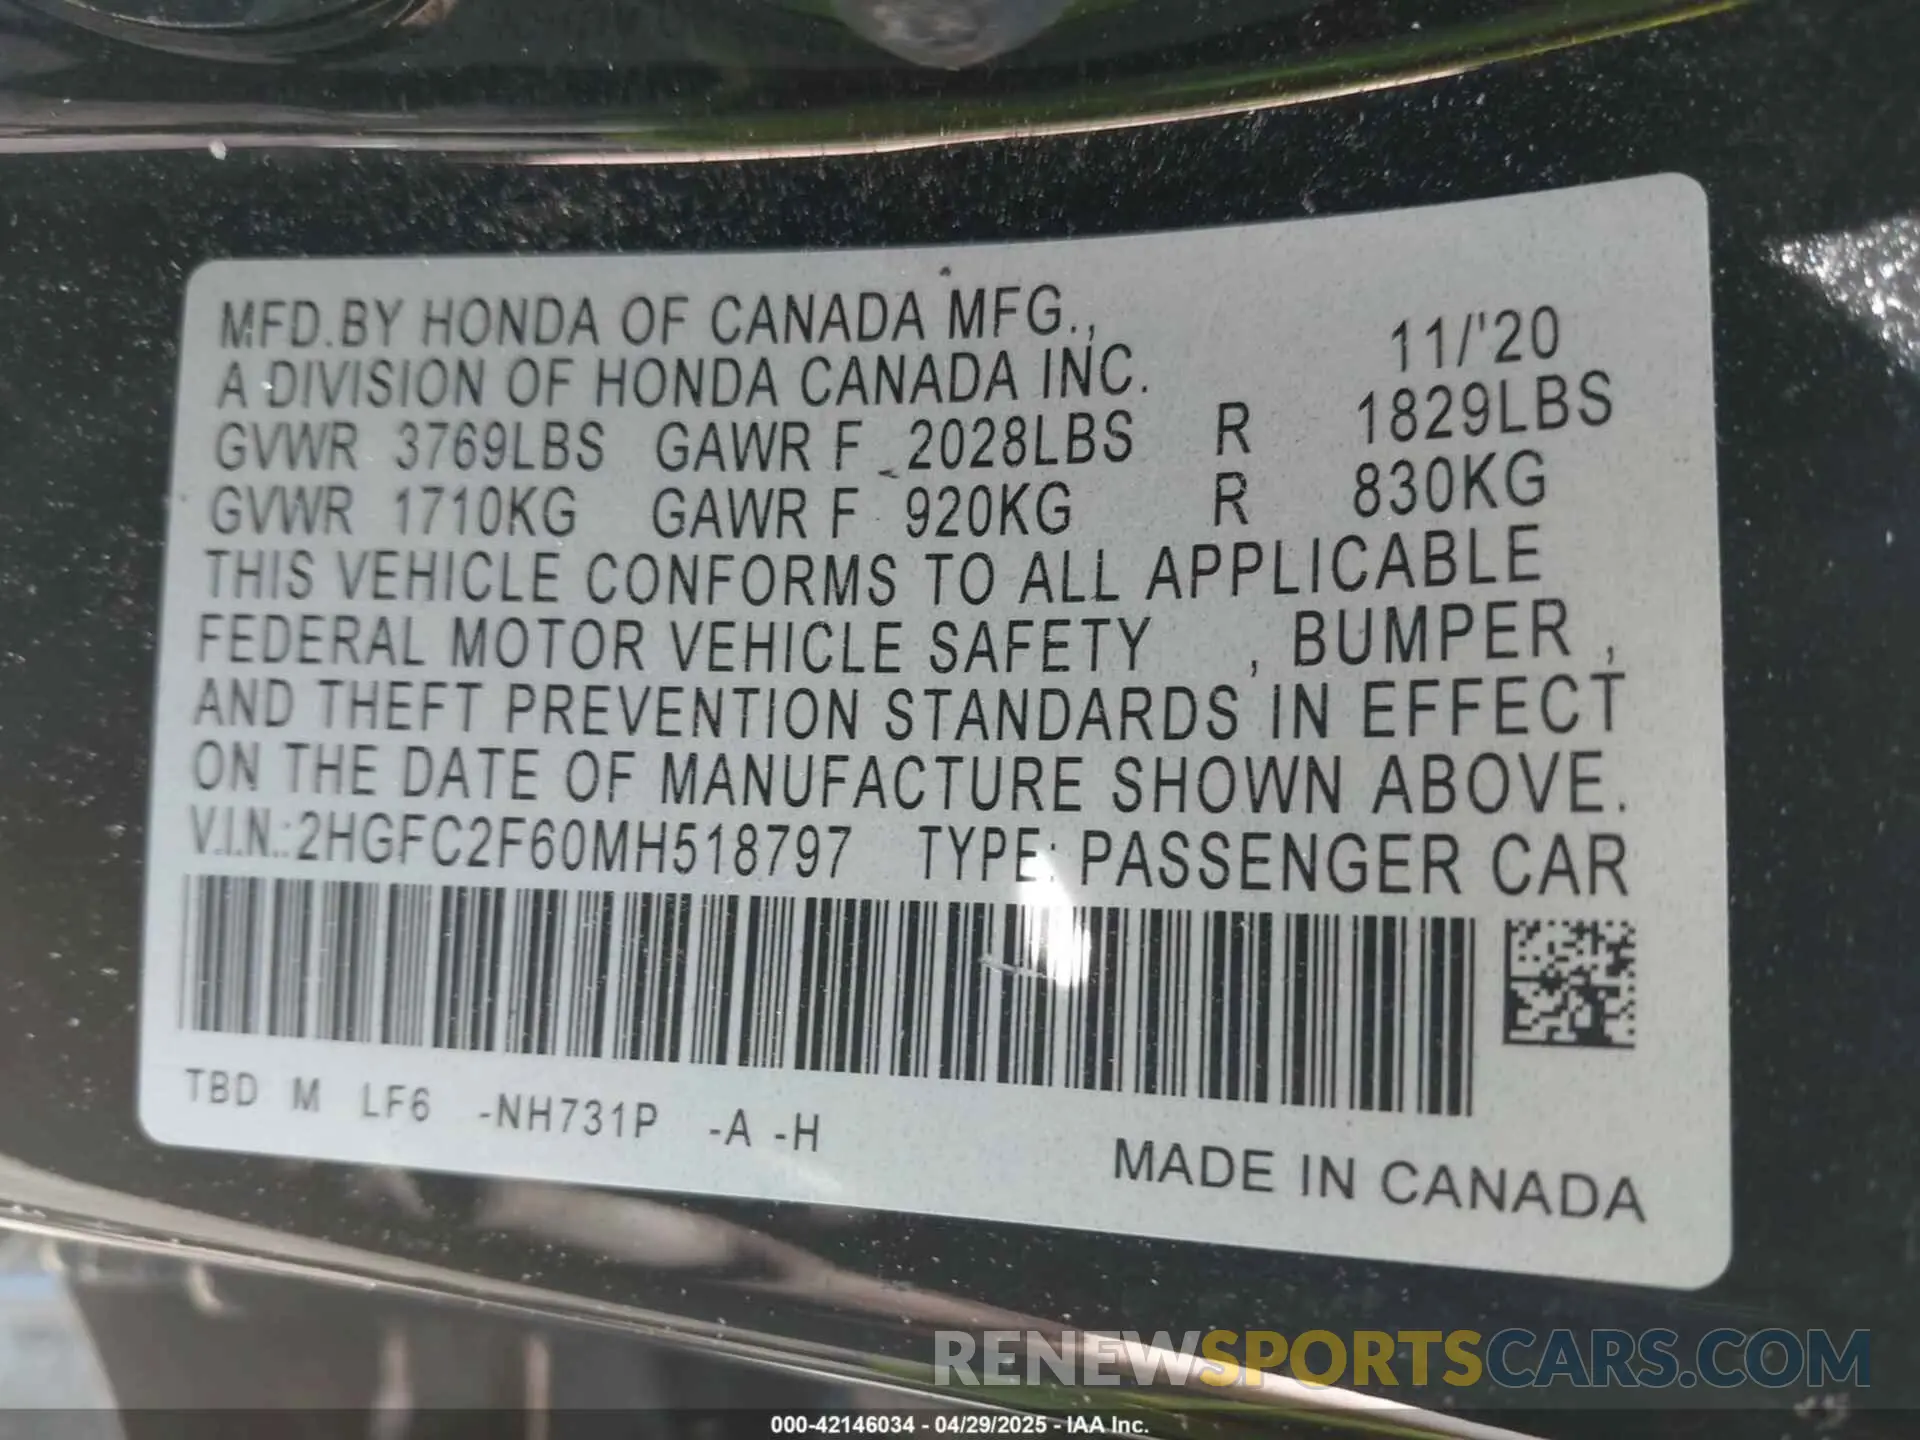 MFD.BY HONDA OF CANADA MFG.,
A DIVISION OF HONDA CANADA INC. 11/'20
GVWR 3769LBS GAWR F 2028LBS R 1829LBS
GVWR 1710KG GAWR F 920KG R 830KG
THIS VEHICLE CONFORMS TO ALL APPLICABLE
FEDERAL MOTOR VEHICLE SAFETY , BUMPER ,
AND THEFT PREVENTION STANDARDS IN EFFECT
ON THE DATE OF MANUFACTURE SHOWN ABOVE.
V.I.N.:2HGFC2F60MH518797 TYPE: PASSENGER CAR
TBD M LF6 -NH731P -A -H
MADE IN CANADA
RENEWSPORTSCARS.COM
000-42146034 - 04/29/2025 - IAA Inc.